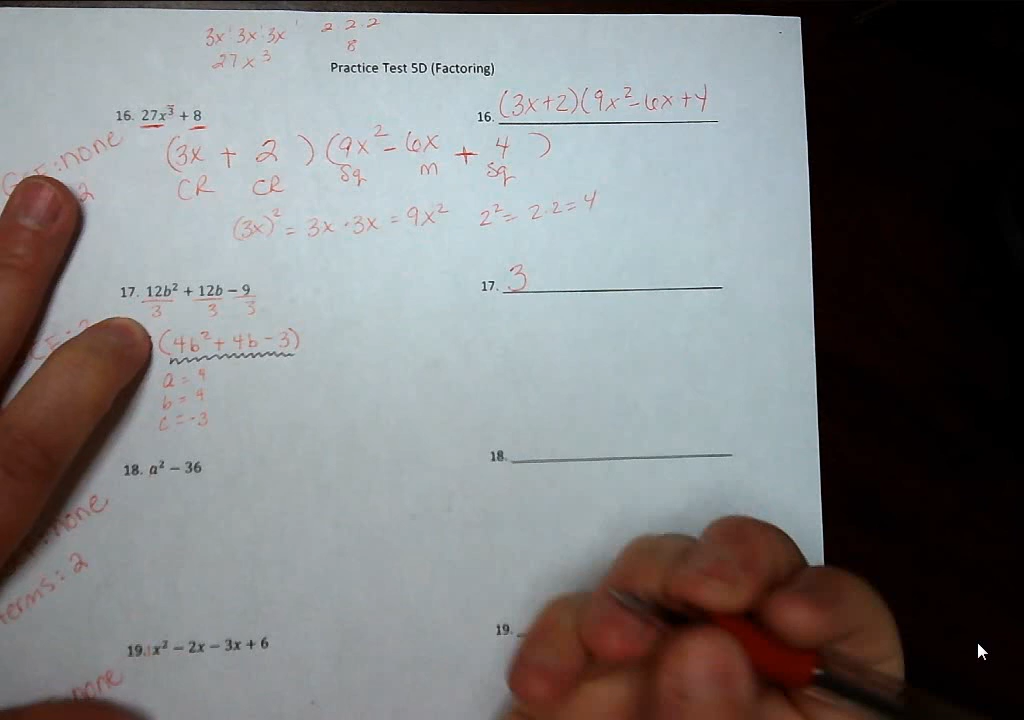 3x · 3x · 3x    2 · 2 · 2
27x³    8
Practice Test 5D (Factoring)
16. 27x³ + 8    16. (3x+2)(9x²-6x+4
: none
2
(3x + 2)(9x² - 6x + 4)
CR CR Sq M Sq
(3x)² = 3x · 3x = 9x²    2² = 2·2 = 4
17. 12b² + 12b − 9    17. 3
3 3 3
(4b² + 4b - 3)
a = 4
b = 4
c = -3
18. a² − 36    18.
: none
terms: 2
19. x² − 2x − 3x + 6    19.
none